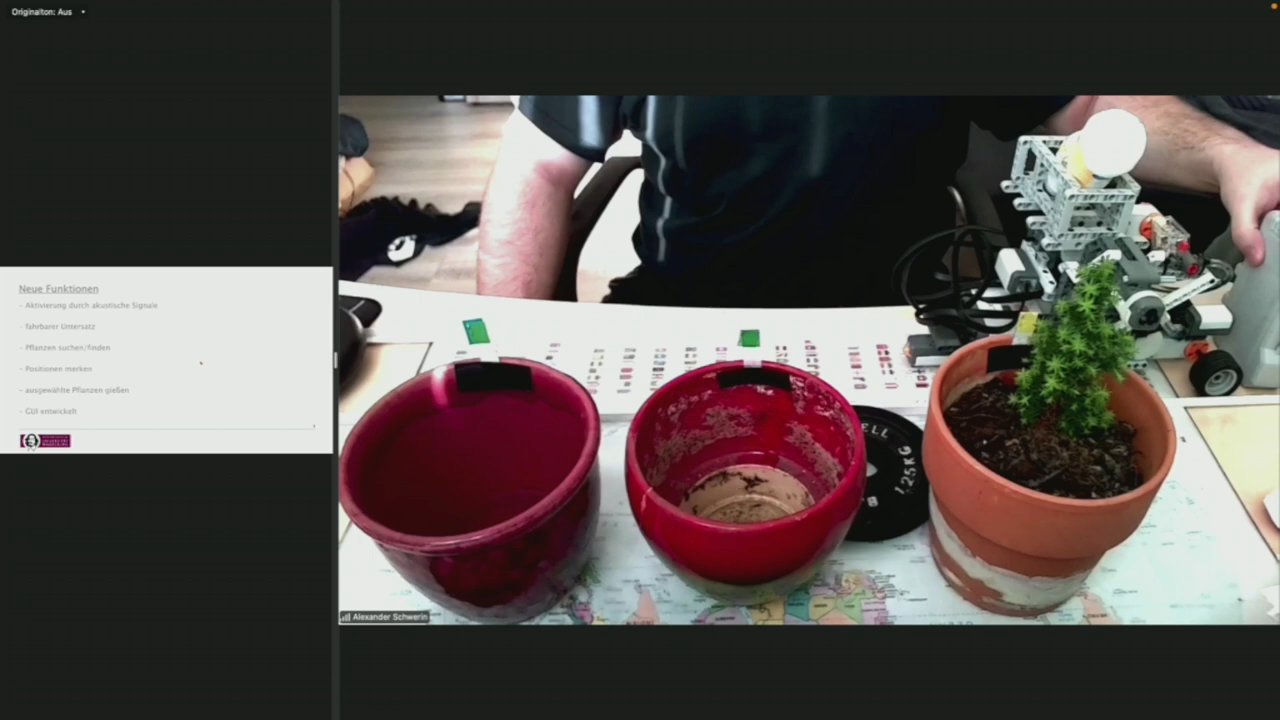 Originalton: Aus
Neue Funktionen
- Aktivierung durch akustische Signale
- fahrbarer Untersatz
- Pflanzen suchen/finden
- Positionen merken
- ausgewählte Pflanzen gießen
- GUI entwickelt
ELL
1,25KG
Alexander Schwerin